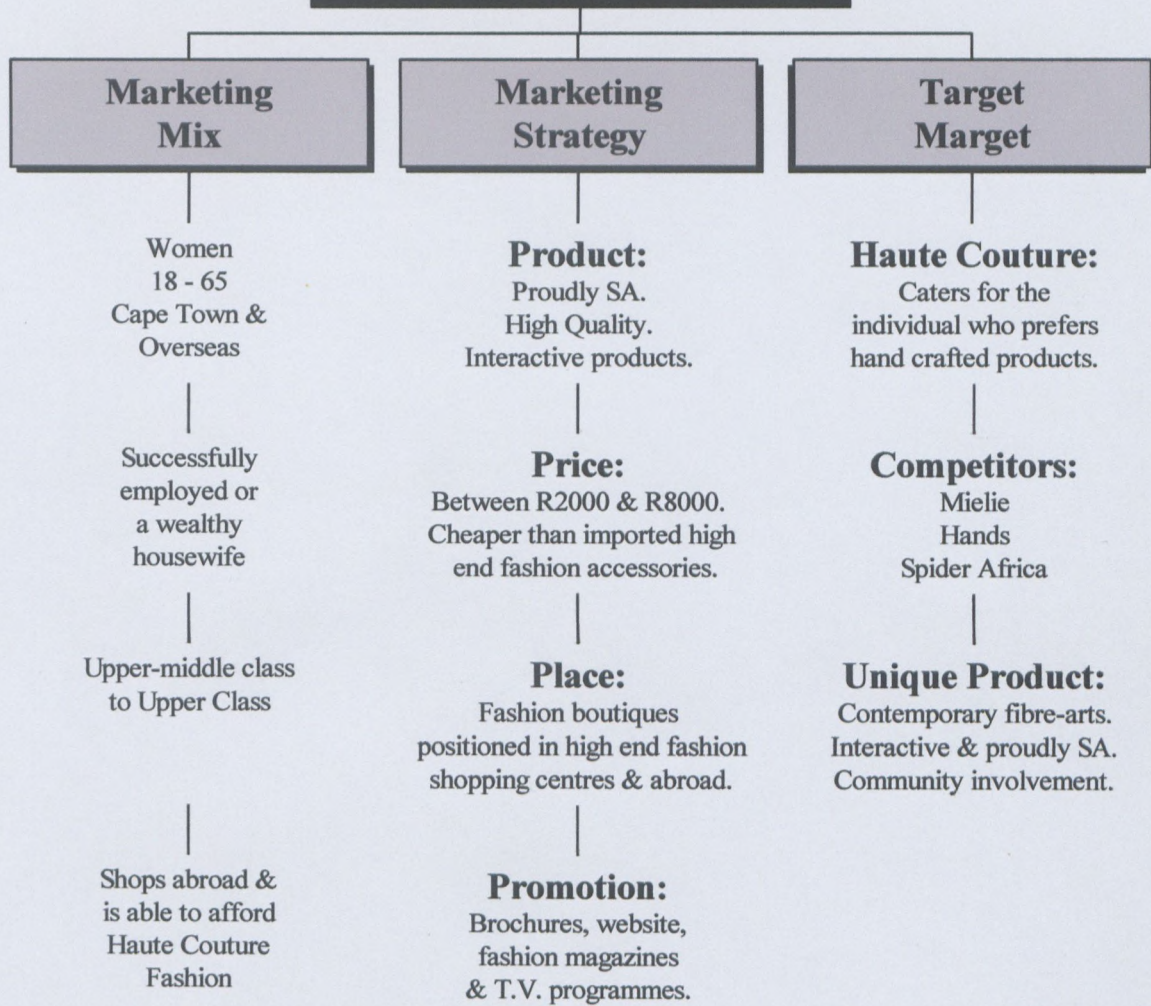 Marketing
Mix
Women
18 - 65
Cape Town &
Overseas
Successfully
employed or
a wealthy
housewife
Upper-middle class
to Upper Class
Shops abroad &
is able to afford
Haute Couture
Fashion
Marketing
Strategy
Product:
Proudly SA.
High Quality.
Interactive products.
Price:
Between R2000 & R8000.
Cheaper than imported high
end fashion accessories.
Place:
Fashion boutiques
positioned in high end fashion
shopping centres & abroad.
Promotion:
Brochures, website,
fashion magazines
& T.V. programmes.
Target
Marget
Haute Couture:
Caters for the
individual who prefers
hand crafted products.
Competitors:
Mielie
Hands
Spider Africa
Unique Product:
Contemporary fibre-arts.
Interactive & proudly SA.
Community involvement.